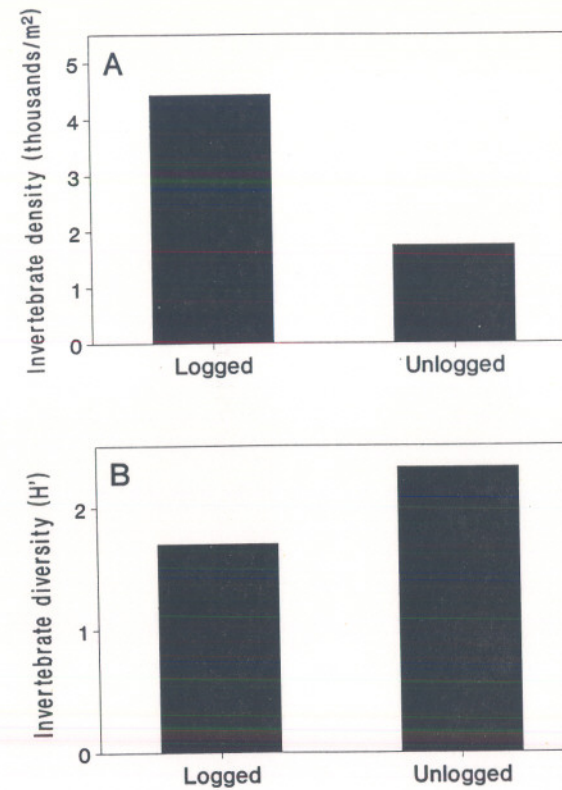 A
Invertebrate density (thousands/m²)
5
4
3
2
1
0
Logged Unlogged
B
Invertebrate diversity (H')
2
1
0
Logged Unlogged